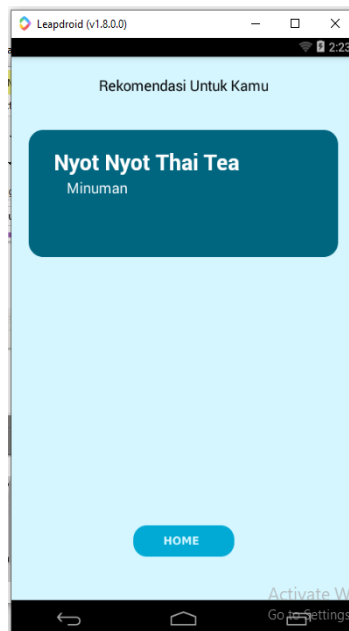 Leapdroid (v1.8.0.0)
2:23
Rekomendasi Untuk Kamu
Nyot Nyot Thai Tea
Minuman
HOME
Activate W
Go to Settings